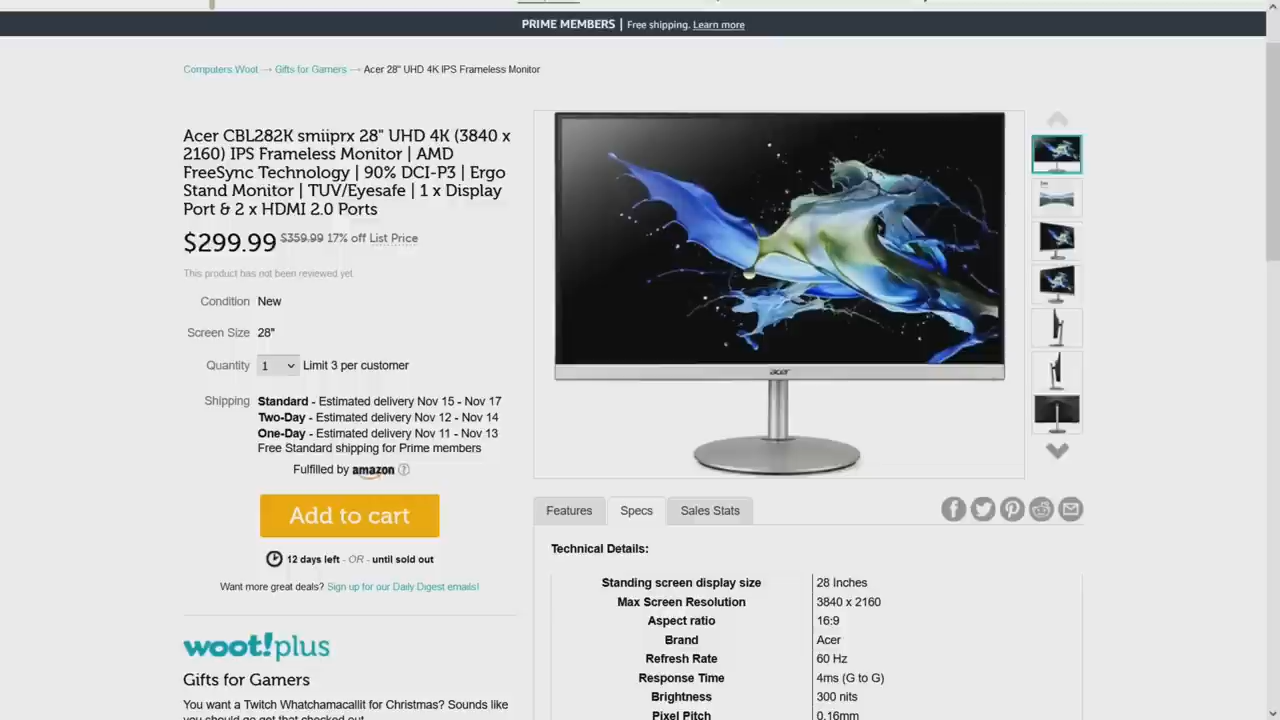 PRIME MEMBERS | Free shipping. Learn more
Computers Woot → Gifts for Gamers → Acer 28" UHD 4K IPS Frameless Monitor
Acer CBL282K smiiprx 28" UHD 4K (3840 x
2160) IPS Frameless Monitor | AMD
FreeSync Technology | 90% DCI-P3 | Ergo
Stand Monitor | TUV/Eyesafe | 1 x Display
Port & 2 x HDMI 2.0 Ports
$299.99 $359.99 17% off List Price
This product has not been reviewed yet.
Condition New
Screen Size 28"
Quantity 1 Limit 3 per customer
Shipping Standard - Estimated delivery Nov 15 - Nov 17
Two-Day - Estimated delivery Nov 12 - Nov 14
One-Day - Estimated delivery Nov 11 - Nov 13
Free Standard shipping for Prime members
Fulfilled by amazon ?
Add to cart
12 days left - OR - until sold out
Want more great deals? Sign up for our Daily Digest emails!
woot!plus
Gifts for Gamers
You want a Twitch Whatchamacallit for Christmas? Sounds like
you should go get that checked out.
acer
Features Specs Sales Stats
Technical Details:
Standing screen display size 28 Inches
Max Screen Resolution 3840 x 2160
Aspect ratio 16:9
Brand Acer
Refresh Rate 60 Hz
Response Time 4ms (G to G)
Brightness 300 nits
Pixel Pitch 0.16mm